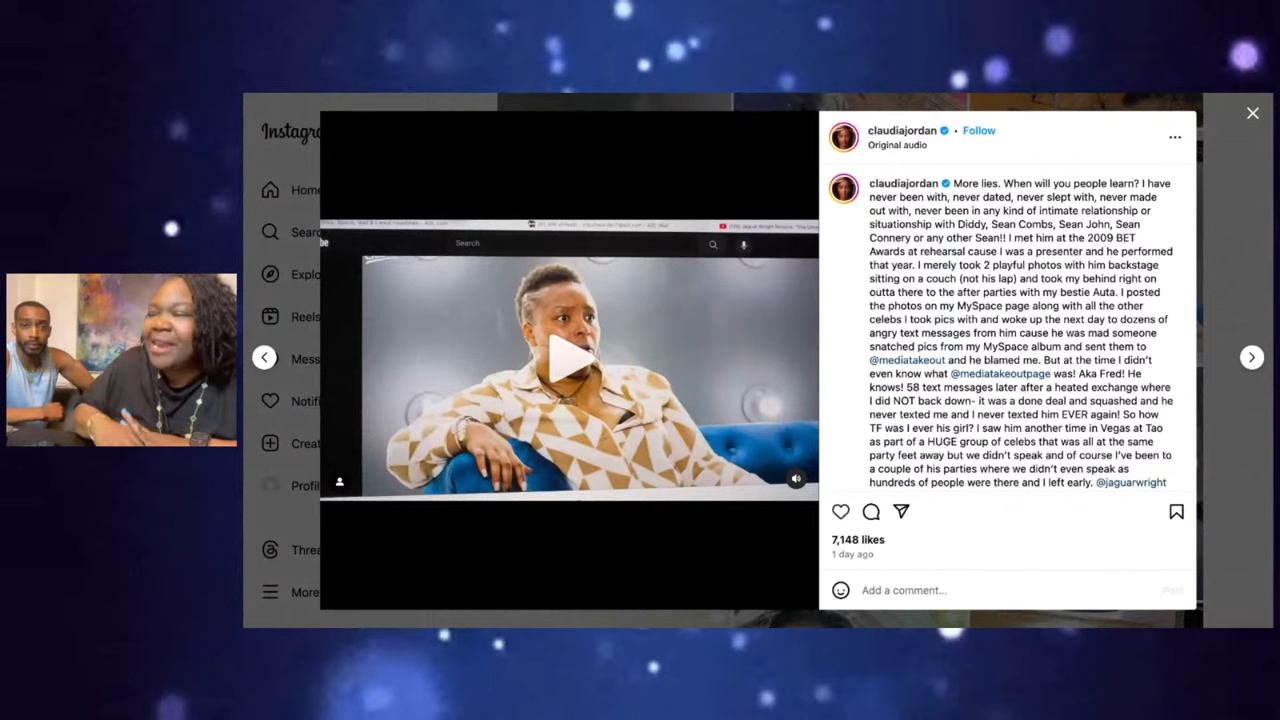 Instagra
Home
Sear
Explo
Reels
Mess
Notifi
Creat
Profil
Threa
More
be
Search
claudiajordan • Follow
Original audio
claudiajordan More lies. When will you people learn? I have
never been with, never dated, never slept with, never made
out with, never been in any kind of intimate relationship or
situationship with Diddy, Sean Combs, Sean John, Sean
Connery or any other Sean!! I met him at the 2009 BET
Awards at rehearsal cause I was a presenter and he performed
that year. I merely took 2 playful photos with him backstage
sitting on a couch (not his lap) and took my behind right on
outta there to the after parties with my bestie Auta. I posted
the photos on my MySpace page along with all the other
celebs I took pics with and woke up the next day to dozens of
angry text messages from him cause he was mad someone
snatched pics from my MySpace album and sent them to
@mediatakeout and he blamed me. But at the time I didn't
even know what @mediatakeoutpage was! Aka Fred! He
knows! 58 text messages later after a heated exchange where
I did NOT back down- it was a done deal and squashed and he
never texted me and I never texted him EVER again! So how
TF was I ever his girl? I saw him another time in Vegas at Tao
as part of a HUGE group of celebs that was all at the same
party feet away but we didn't speak and of course I've been to
a couple of his parties where we didn't even speak as
hundreds of people were there and I left early. @jaguarwright
7,148 likes
1 day ago
Add a comment...
Post